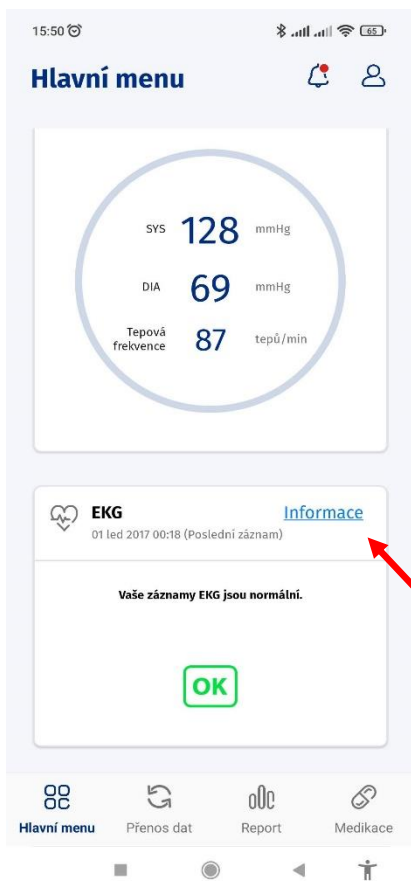 15:50
65
Hlavní menu
SYS 128 mmHg
DIA 69 mmHg
Tepová
frekvence 87 tepů/min
EKG Informace
01 led 2017 00:18 (Poslední záznam)
Vaše záznamy EKG jsou normální.
OK
Hlavní menu Přenos dat Report Medikace